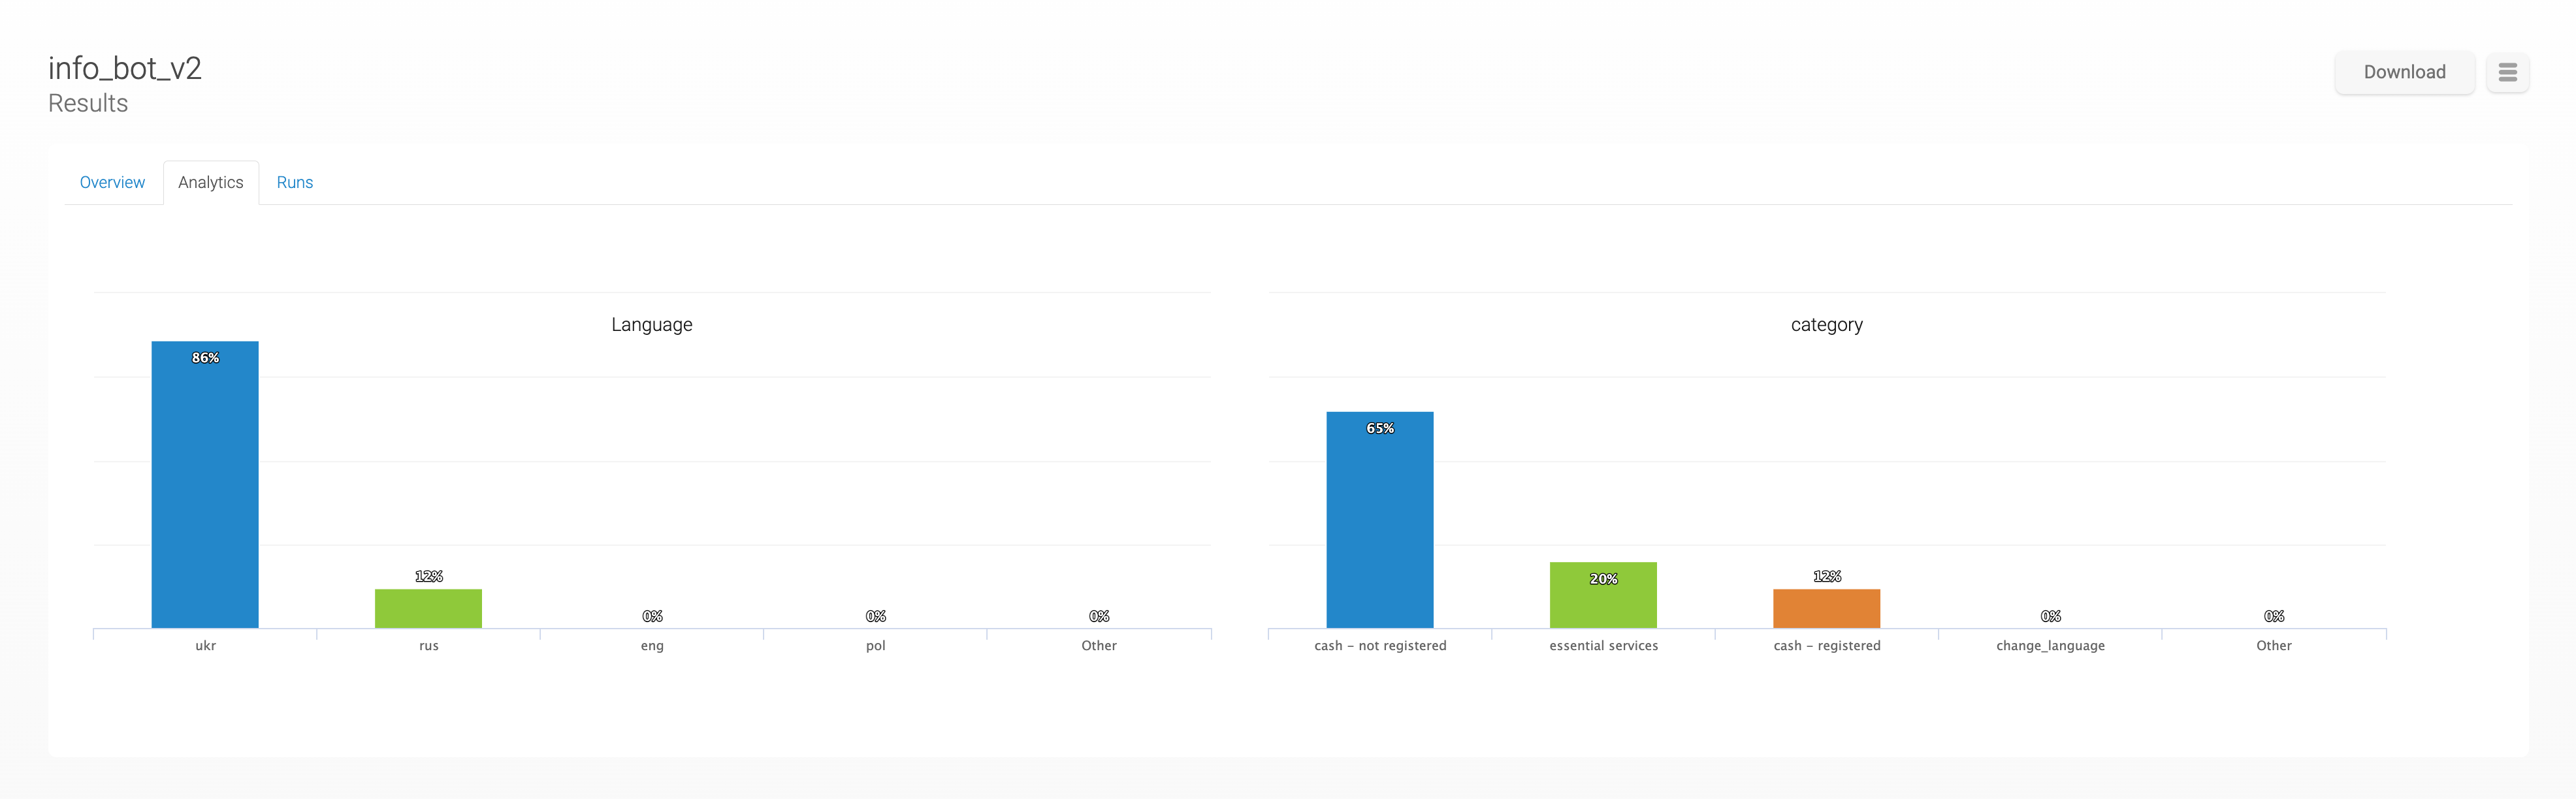 info_bot_v2
Results
Download
Overview
Analytics
Runs
Language
86%
12%
0%
0%
0%
ukr
rus
eng
pol
Other
category
65%
20%
12%
0%
0%
cash - not registered
essential services
cash - registered
change_language
Other